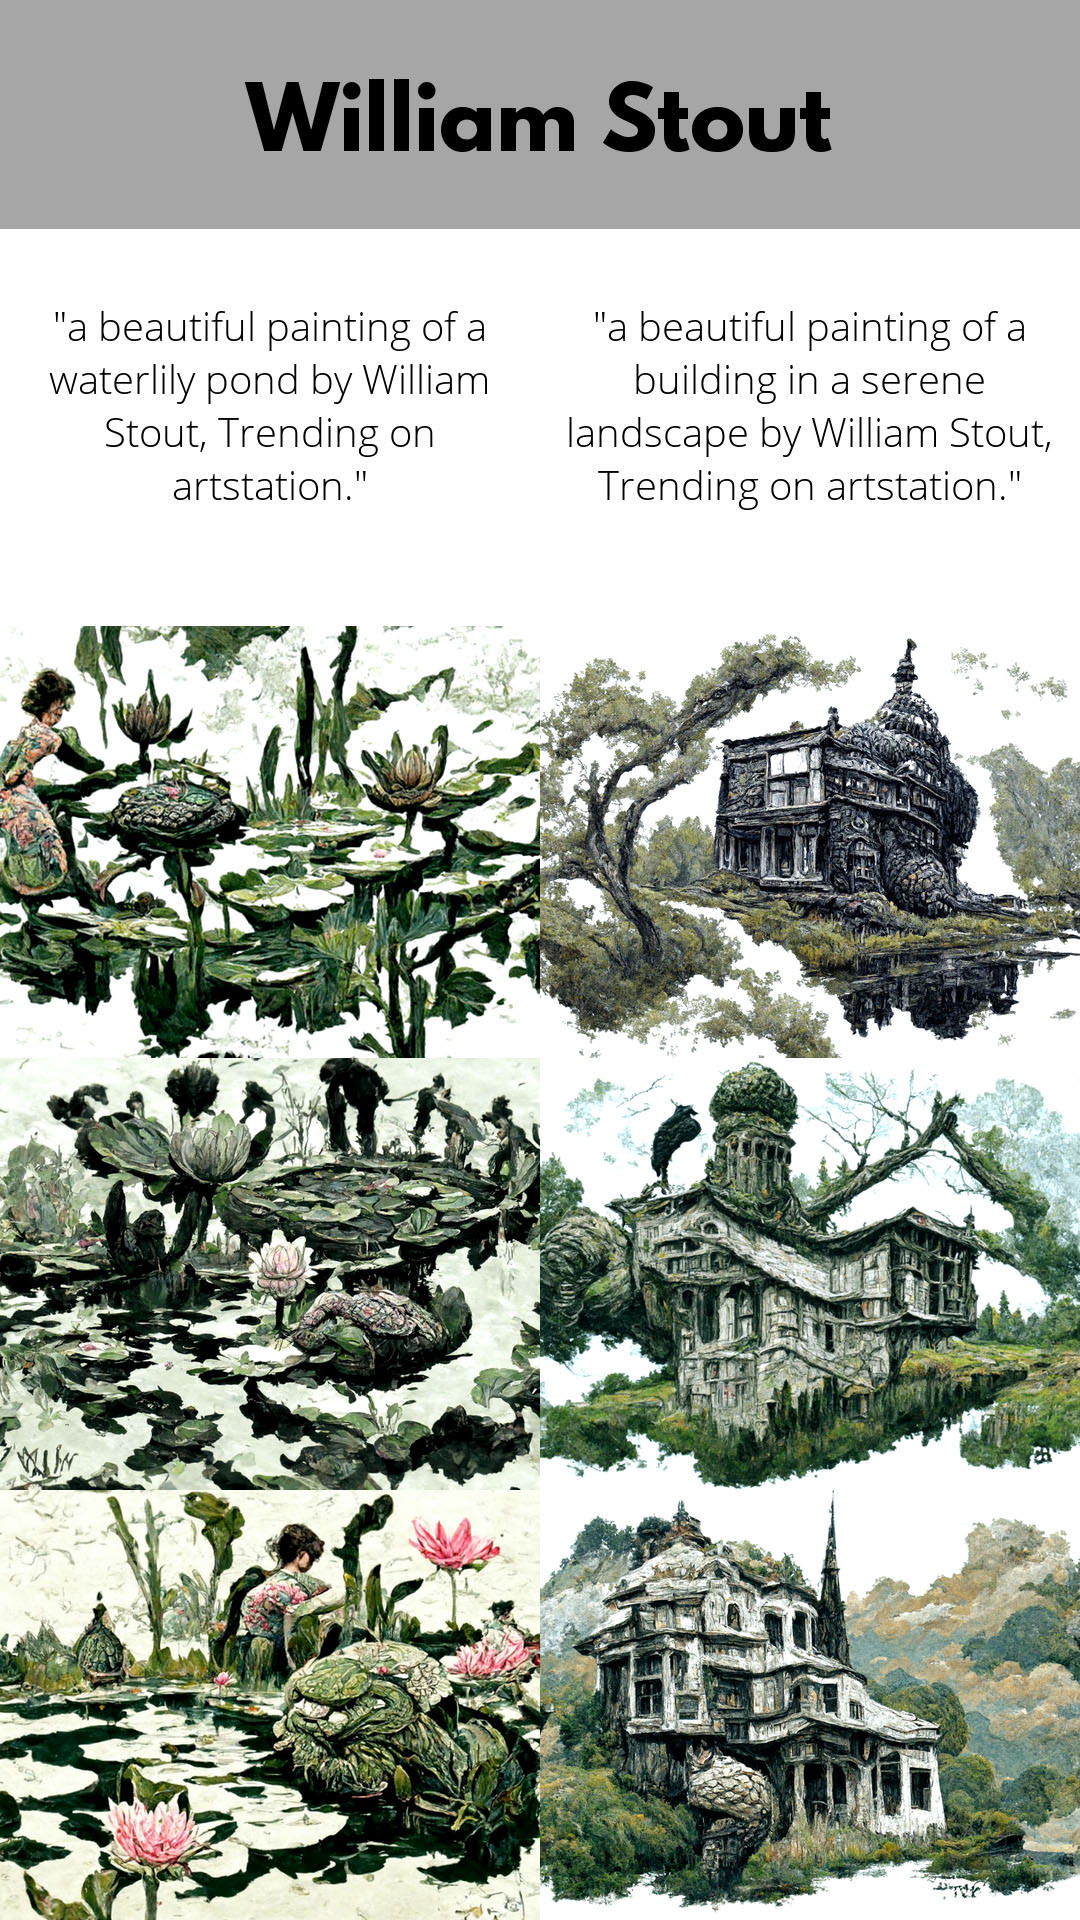 William Stout
"a beautiful painting of a
waterlily pond by William
Stout, Trending on
artstation."
"a beautiful painting of a
building in a serene
landscape by William Stout,
Trending on artstation."